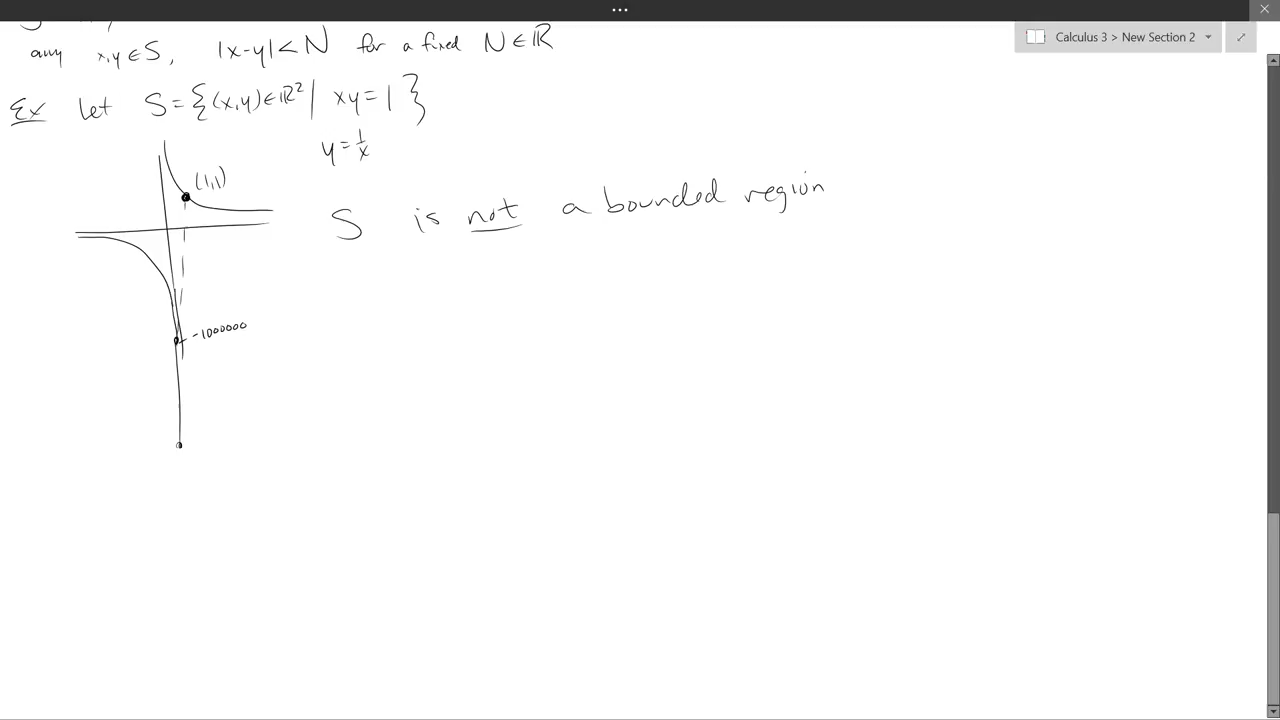 Calculus 3 > New Section 2
any x,y ∈ S, |x-y| < N for a fixed N ∈ ℝ
Ex Let S = {(x,y) ∈ ℝ² | xy = 1}
y = 1/x
(1,1)
S is not a bounded region
-1000000